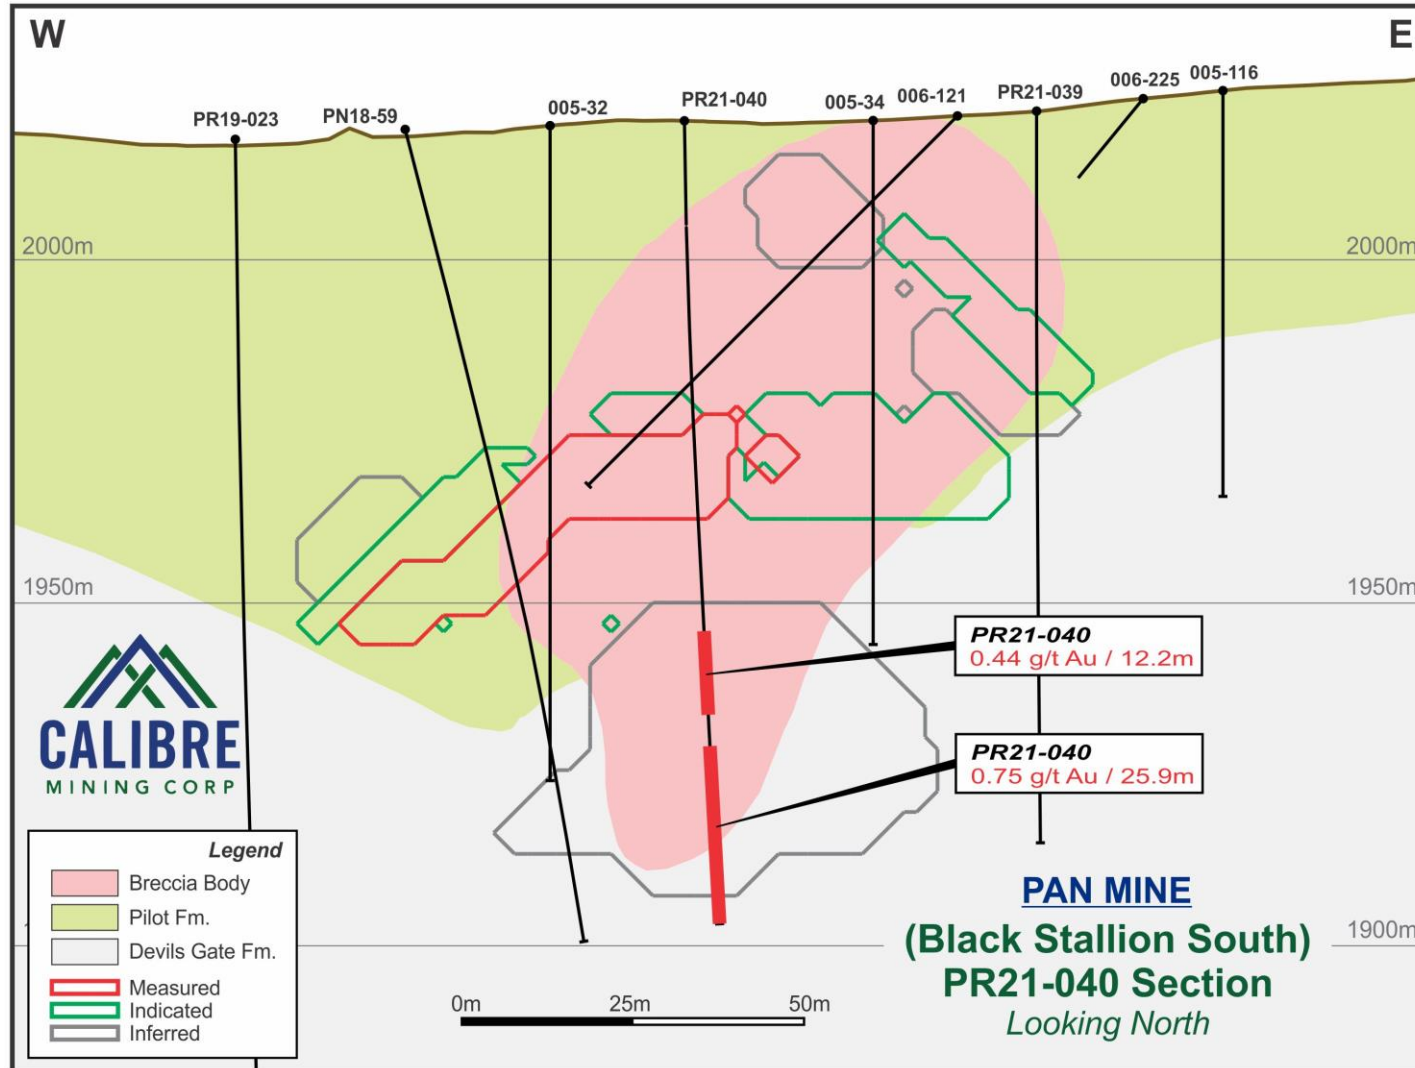 W
E
PR19-023
PN18-59
005-32
PR21-040
005-34
006-121
PR21-039
006-225
005-116
2000m
2000m
1950m
1950m
PR21-040
0.44 g/t Au / 12.2m
PR21-040
0.75 g/t Au / 25.9m
CALIBRE
MINING CORP
Legend
Breccia Body
Pilot Fm.
Devils Gate Fm.
Measured
Indicated
Inferred
0m 25m 50m
PAN MINE
(Black Stallion South)
PR21-040 Section
Looking North
1900m